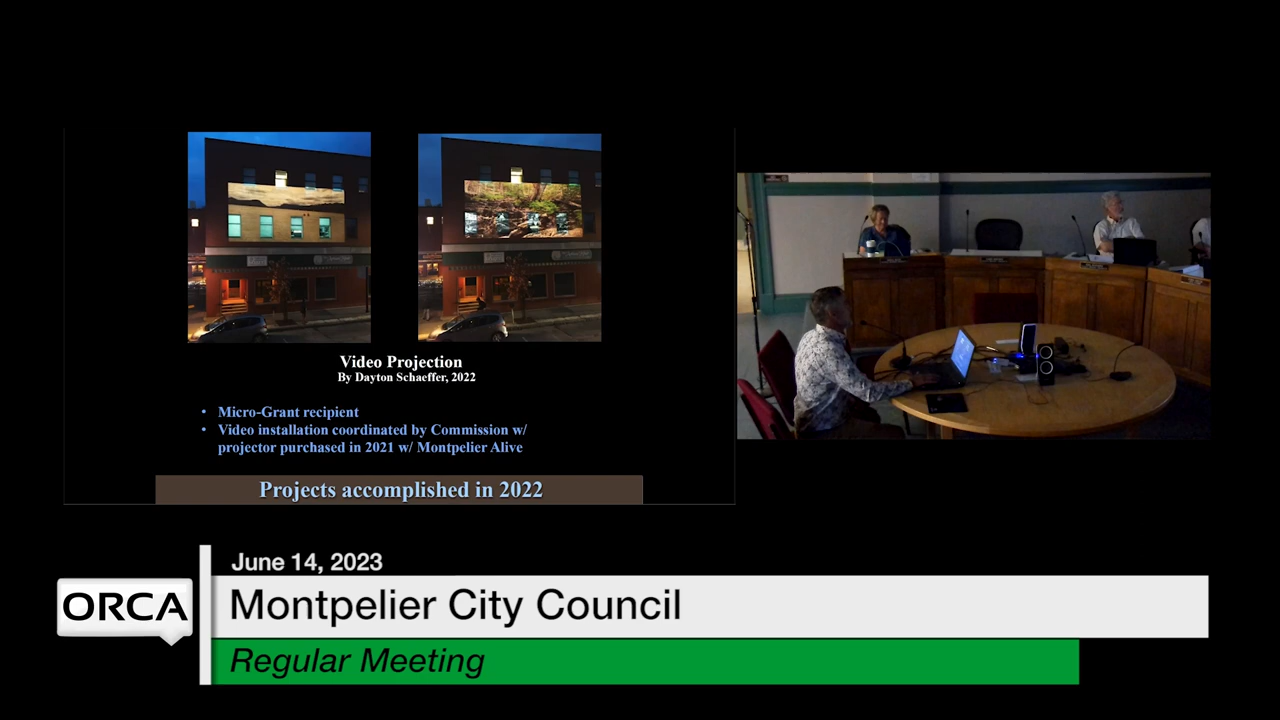 Video Projection
By Dayton Schaeffer, 2022
• Micro-Grant recipient
• Video installation coordinated by Commission w/
projector purchased in 2021 w/ Montpelier Alive
Projects accomplished in 2022
June 14, 2023
ORCA
Montpelier City Council
Regular Meeting